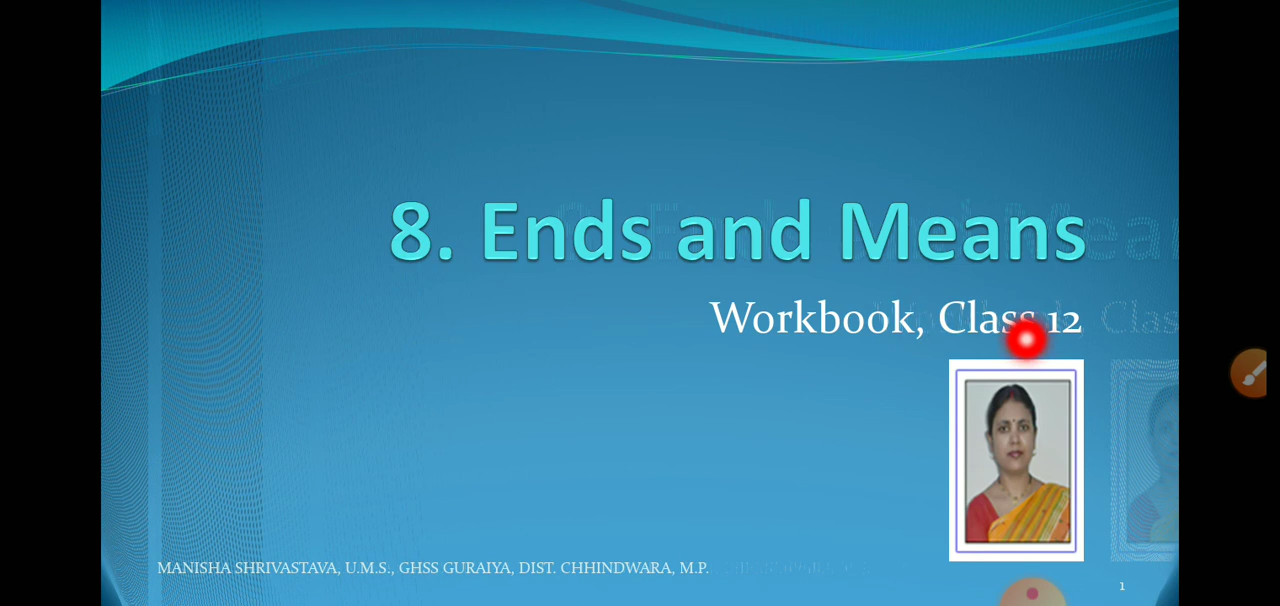 8. Ends and Means
Workbook, Class 12
MANISHA SHRIVASTAVA, U.M.S., GHSS GURAIYA, DIST. CHHINDWARA, M.P.
1